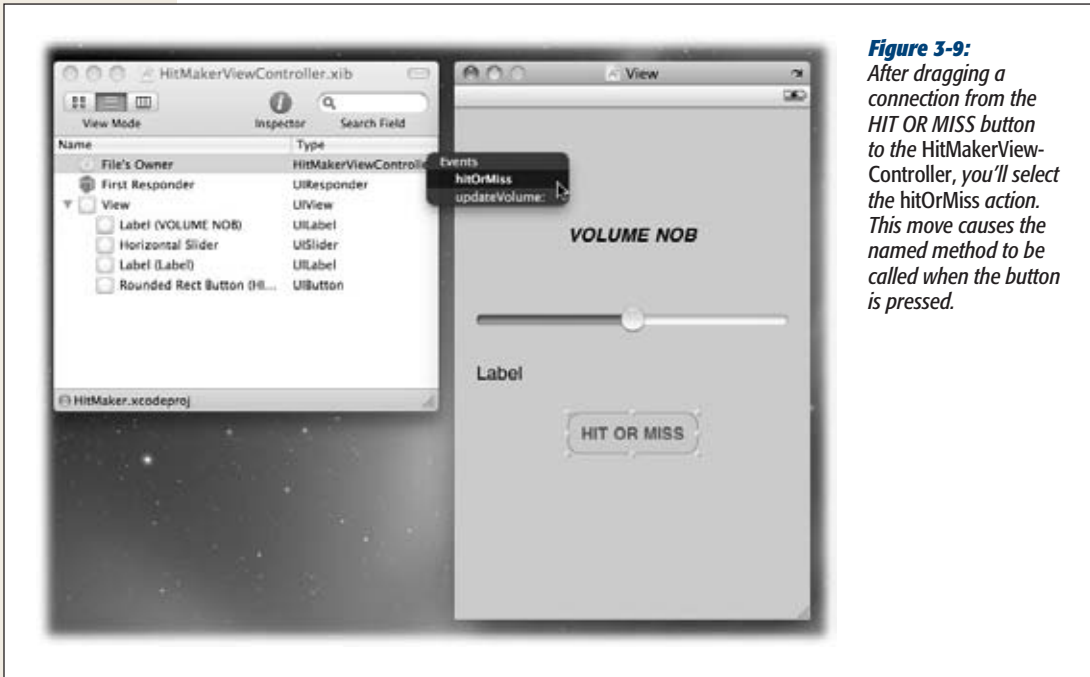 HitMakerViewController.xib
View Mode
Inspector
Search Field
Name Type
File's Owner HitMakerViewControlle
First Responder UIResponder
View UIView
Label (VOLUME NOB) UILabel
Horizontal Slider UISlider
Label (Label) UILabel
Rounded Rect Button (HI... UIButton
HitMaker.xcodeproj
Events
hitOrMiss
updateVolume:
View
VOLUME NOB
Label
HIT OR MISS
Figure 3-9:
After dragging a
connection from the
HIT OR MISS button
to the HitMakerView-
Controller, you'll select
the hitOrMiss action.
This move causes the
named method to be
called when the button
is pressed.